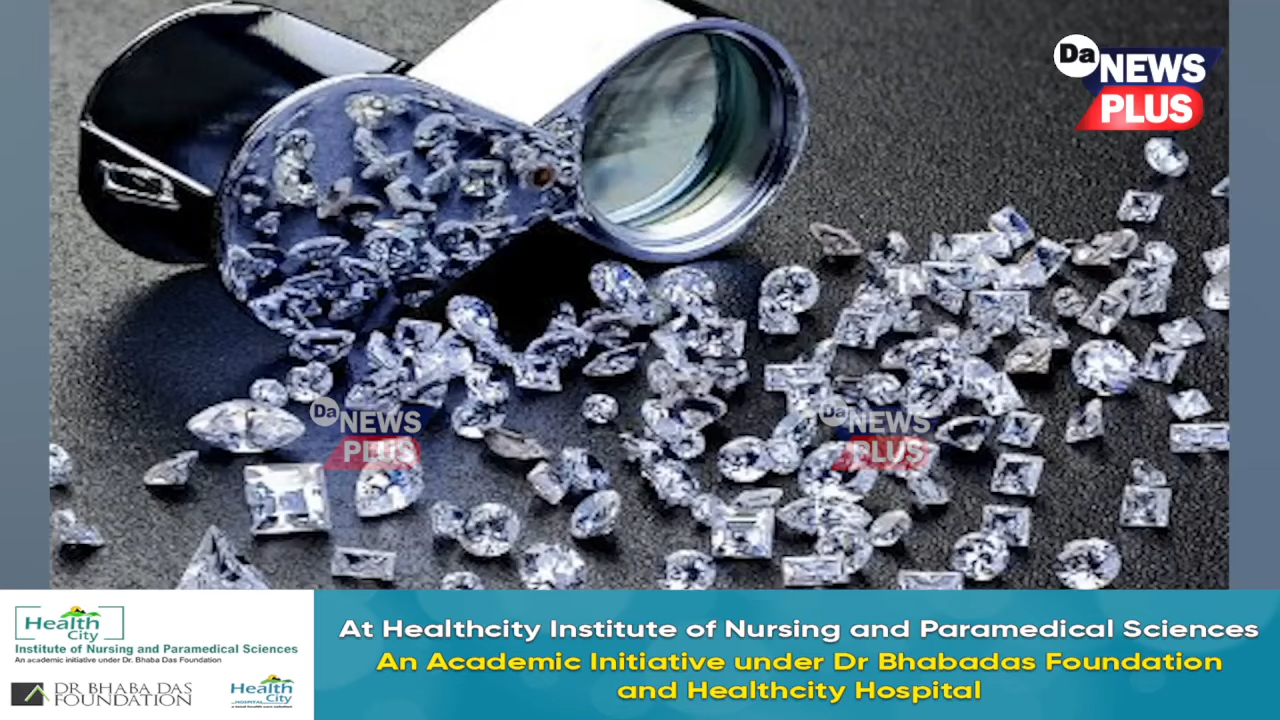 Da
NEWS
PLUS
Da
NEWS
PLUS
Da
NEWS
PLUS
Health
City
Institute of Nursing and Paramedical Sciences
An academic initiative under Dr. Bhaba Das Foundation
DR BHABA DAS
FOUNDATION
Health
City
HOSPITAL
At Healthcity Institute of Nursing and Paramedical Sciences
An Academic Initiative under Dr Bhabadas Foundation
and Healthcity Hospital